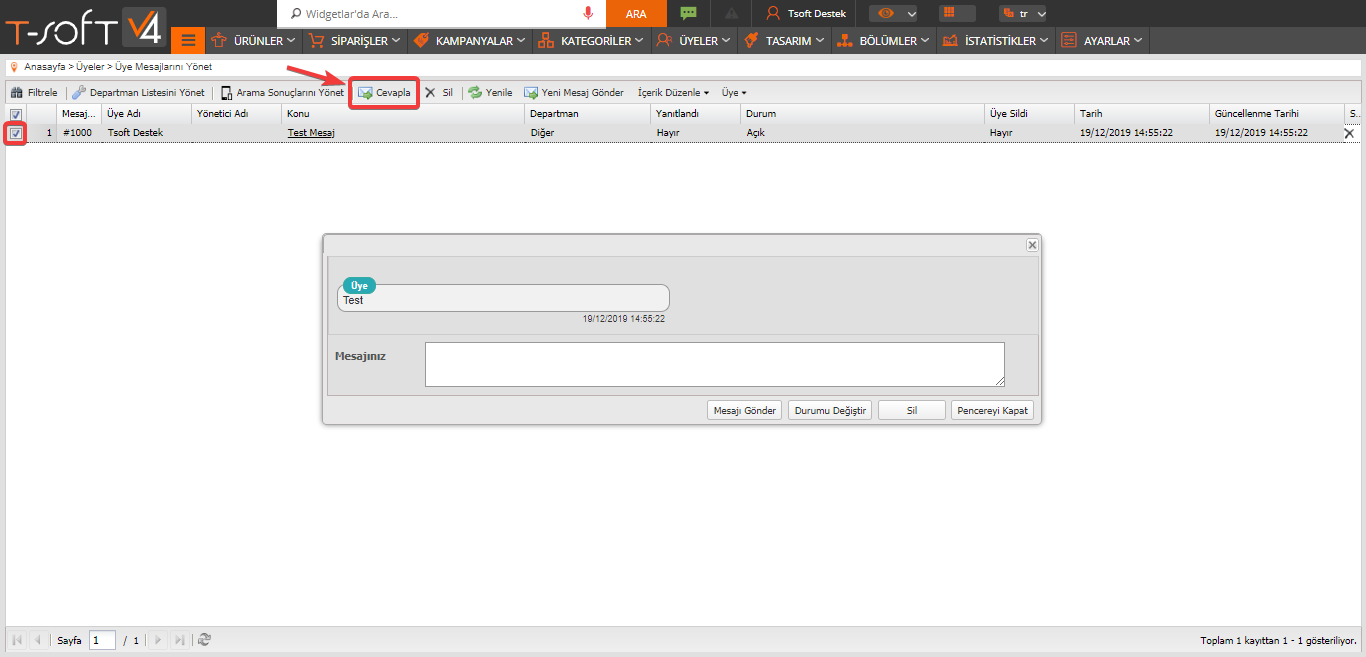 T-SOFT V4
Widgetlar'da Ara...
ARA
Tsoft Destek
tr
ÜRÜNLER
SİPARİŞLER
KAMPANYALAR
KATEGORİLER
ÜYELER
TASARIM
BÖLÜMLER
İSTATİSTİKLER
AYARLAR
Anasayfa > Üyeler > Üye Mesajlarını Yönet
Filtrele
Departman Listesini Yönet
Arama Sonuçlarını Yönet
Cevapla
Sil
Yenile
Yeni Mesaj Gönder
İçerik Düzenle
Üye
Mesaj... Üye Adı Yönetici Adı Konu Departman Yanıtlandı Durum Üye Sildi Tarih Güncellenme Tarihi S..
1 #1000 Tsoft Destek Test Mesaj Diğer Hayır Açık Hayır 19/12/2019 14:55:22 19/12/2019 14:55:22
Üye
Test
19/12/2019 14:55:22
Mesajınız
Mesajı Gönder
Durumu Değiştir
Sil
Pencereyi Kapat
Sayfa 1 / 1
Toplam 1 kayıttan 1 - 1 gösteriliyor.